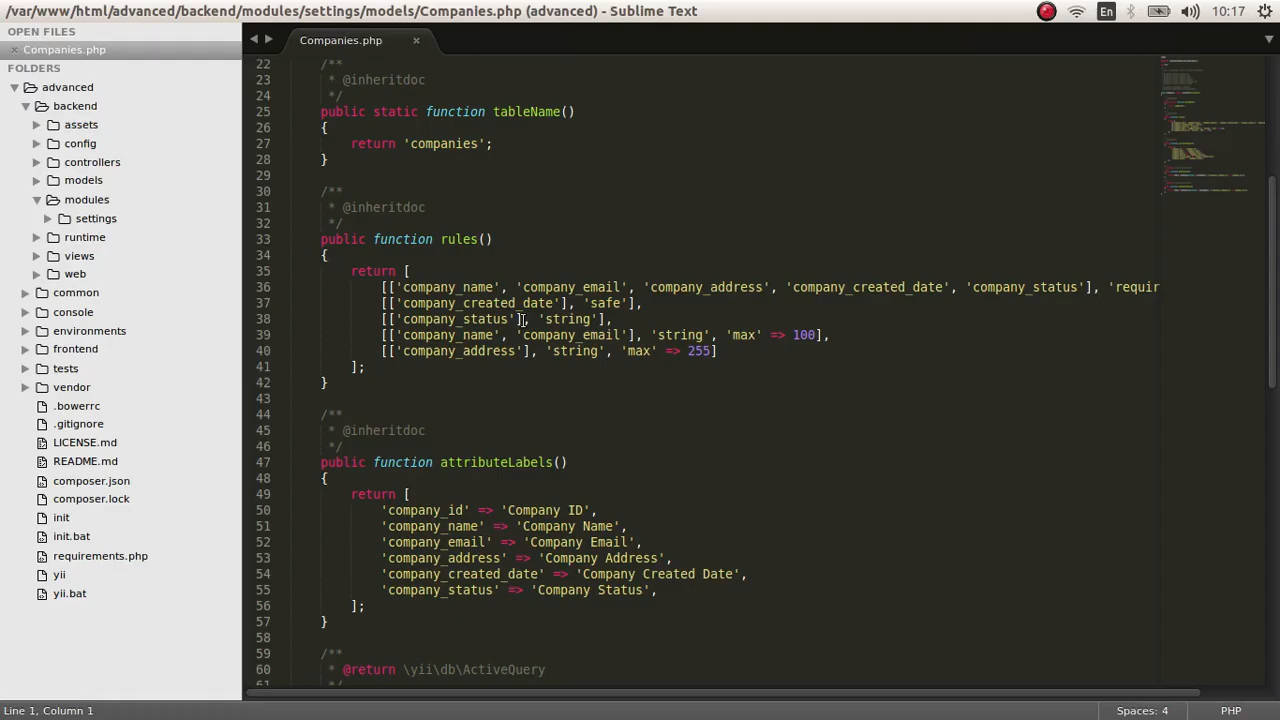 /var/www/html/advanced/backend/modules/settings/models/Companies.php (advanced) - Sublime Text
En
10:17
OPEN FILES
× Companies.php
FOLDERS
advanced
backend
assets
config
controllers
models
modules
settings
runtime
views
web
common
console
environments
frontend
tests
vendor
.bowerrc
.gitignore
LICENSE.md
README.md
composer.json
composer.lock
init
init.bat
requirements.php
yii
yii.bat
Companies.php ×
22 /**
23 * @inheritdoc
24 */
25 public static function tableName()
26 {
27 return 'companies';
28 }
29
30 /**
31 * @inheritdoc
32 */
33 public function rules()
34 {
35 return [
36 [['company_name', 'company_email', 'company_address', 'company_created_date', 'company_status'], 'requir
37 [['company_created_date'], 'safe'],
38 [['company_status'], 'string'],
39 [['company_name', 'company_email'], 'string', 'max' => 100],
40 [['company_address'], 'string', 'max' => 255]
41 ];
42 }
43
44 /**
45 * @inheritdoc
46 */
47 public function attributeLabels()
48 {
49 return [
50 'company_id' => 'Company ID',
51 'company_name' => 'Company Name',
52 'company_email' => 'Company Email',
53 'company_address' => 'Company Address',
54 'company_created_date' => 'Company Created Date',
55 'company_status' => 'Company Status',
56 ];
57 }
58
59 /**
60 * @return \yii\db\ActiveQuery
61 */
Line 1, Column 1
Spaces: 4
PHP